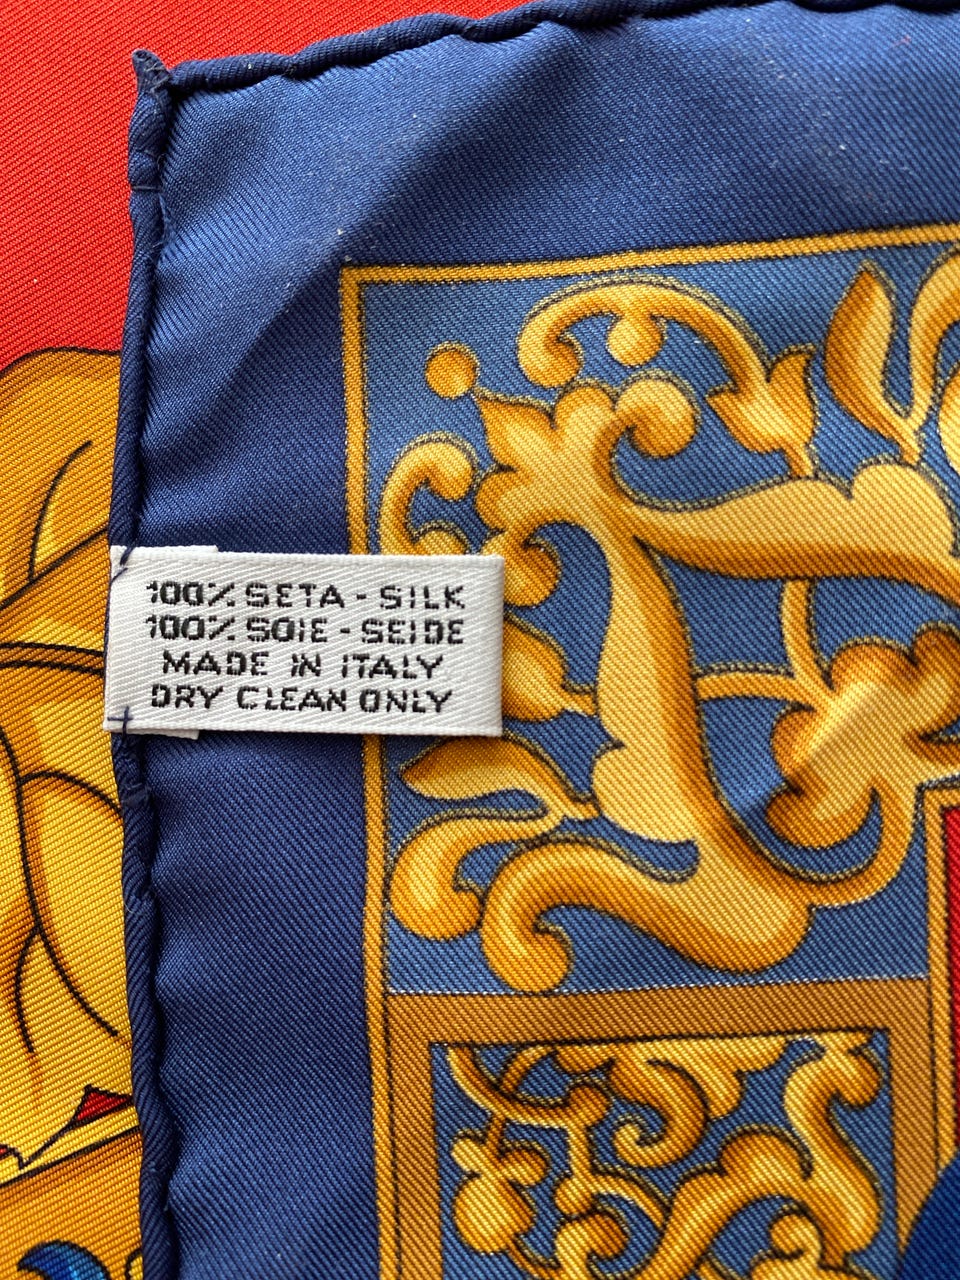 100% SETA - SILK
100% SOIE - SEIDE
MADE IN ITALY
DRY CLEAN ONLY